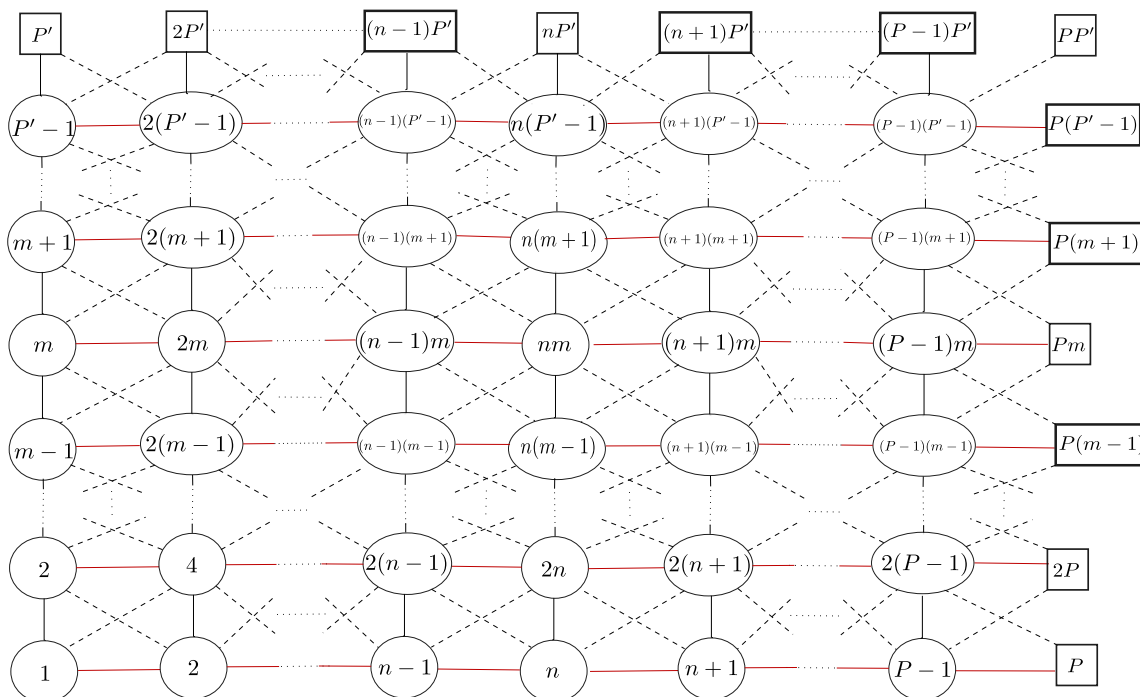 P′ 2P′ (n − 1)P′ nP′ (n + 1)P′ (P − 1)P′ PP′
P′ − 1 2(P′ − 1) (n − 1)(P′ − 1) n(P′ − 1) (n + 1)(P′ − 1) (P − 1)(P′ − 1) P(P′ − 1)
m + 1 2(m + 1) (n − 1)(m + 1) n(m + 1) (n + 1)(m + 1) (P − 1)(m + 1) P(m + 1)
m 2m (n − 1)m nm (n + 1)m (P − 1)m Pm
m − 1 2(m − 1) (n − 1)(m − 1) n(m − 1) (n + 1)(m − 1) (P − 1)(m − 1) P(m − 1)
2 4 2(n − 1) 2n 2(n + 1) 2(P − 1) 2P
1 2 n − 1 n n + 1 P − 1 P